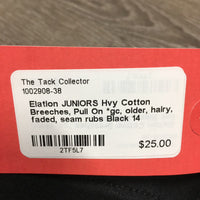 The Tack Collector
1002908-38
Elation JUNIORS Hvy Cotton
Breeches, Pull On *gc, older, hairy,
faded, seam rubs Black 14
2TF5L7
$25.00